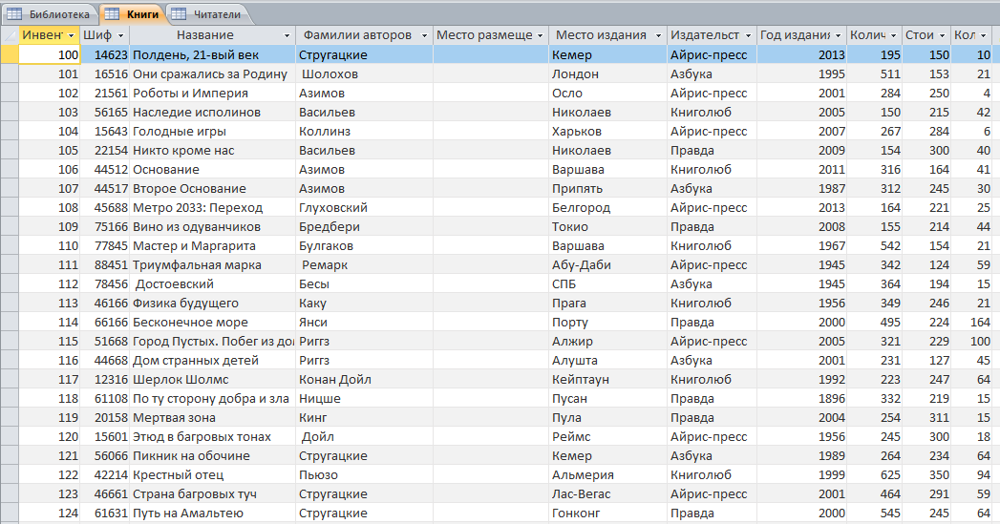 Библиотека Книги Читатели
Инвент Шиф Название Фамилии авторов Место размеще Место издания Издательст Год издани Колич Стои Кол
100 14623 Полдень, 21-вый век Стругацкие Кемер Айрис-пресс 2013 195 150 10
101 16516 Они сражались за Родину Шолохов Лондон Азбука 1995 511 153 21
102 21561 Роботы и Империя Азимов Осло Айрис-пресс 2001 284 250 4
103 56165 Наследие исполинов Васильев Николаев Книголюб 2005 150 215 42
104 15643 Голодные игры Коллинз Харьков Айрис-пресс 2007 267 284 6
105 22154 Никто кроме нас Васильев Николаев Правда 2009 154 300 40
106 44512 Основание Азимов Варшава Книголюб 2011 316 164 41
107 44517 Второе Основание Азимов Припять Азбука 1987 312 245 30
108 45688 Метро 2033: Переход Глуховский Белгород Айрис-пресс 2013 164 221 25
109 75166 Вино из одуванчиков Бредбери Токио Правда 2008 155 214 44
110 77845 Мастер и Маргарита Булгаков Варшава Книголюб 1967 542 154 21
111 88451 Триумфальная марка Ремарк Абу-Даби Айрис-пресс 1945 342 124 59
112 78456 Достоевский Бесы СПБ Азбука 1945 364 194 15
113 46166 Физика будущего Каку Прага Книголюб 1956 349 246 21
114 66166 Бесконечное море Янси Порту Правда 2000 495 224 164
115 51668 Город Пустых. Побег из до Риггз Алжир Айрис-пресс 2005 321 229 100
116 44668 Дом странных детей Риггз Алушта Азбука 2001 231 127 45
117 12316 Шерлок Шолмс Конан Дойл Кейптаун Книголюб 1992 223 247 64
118 61108 По ту сторону добра и зла Ницше Пусан Правда 1896 332 219 15
119 20158 Мертвая зона Кинг Пула Правда 2004 254 311 15
120 15601 Этюд в багровых тонах Дойл Реймс Айрис-пресс 1956 245 300 18
121 56066 Пикник на обочине Стругацкие Кемер Азбука 1989 264 234 64
122 42214 Крестный отец Пьюзо Альмерия Книголюб 1999 625 350 94
123 46661 Страна багровых туч Стругацкие Лас-Вегас Айрис-пресс 2001 464 291 59
124 61631 Путь на Амальтею Стругацкие Гонконг Правда 2000 545 245 64